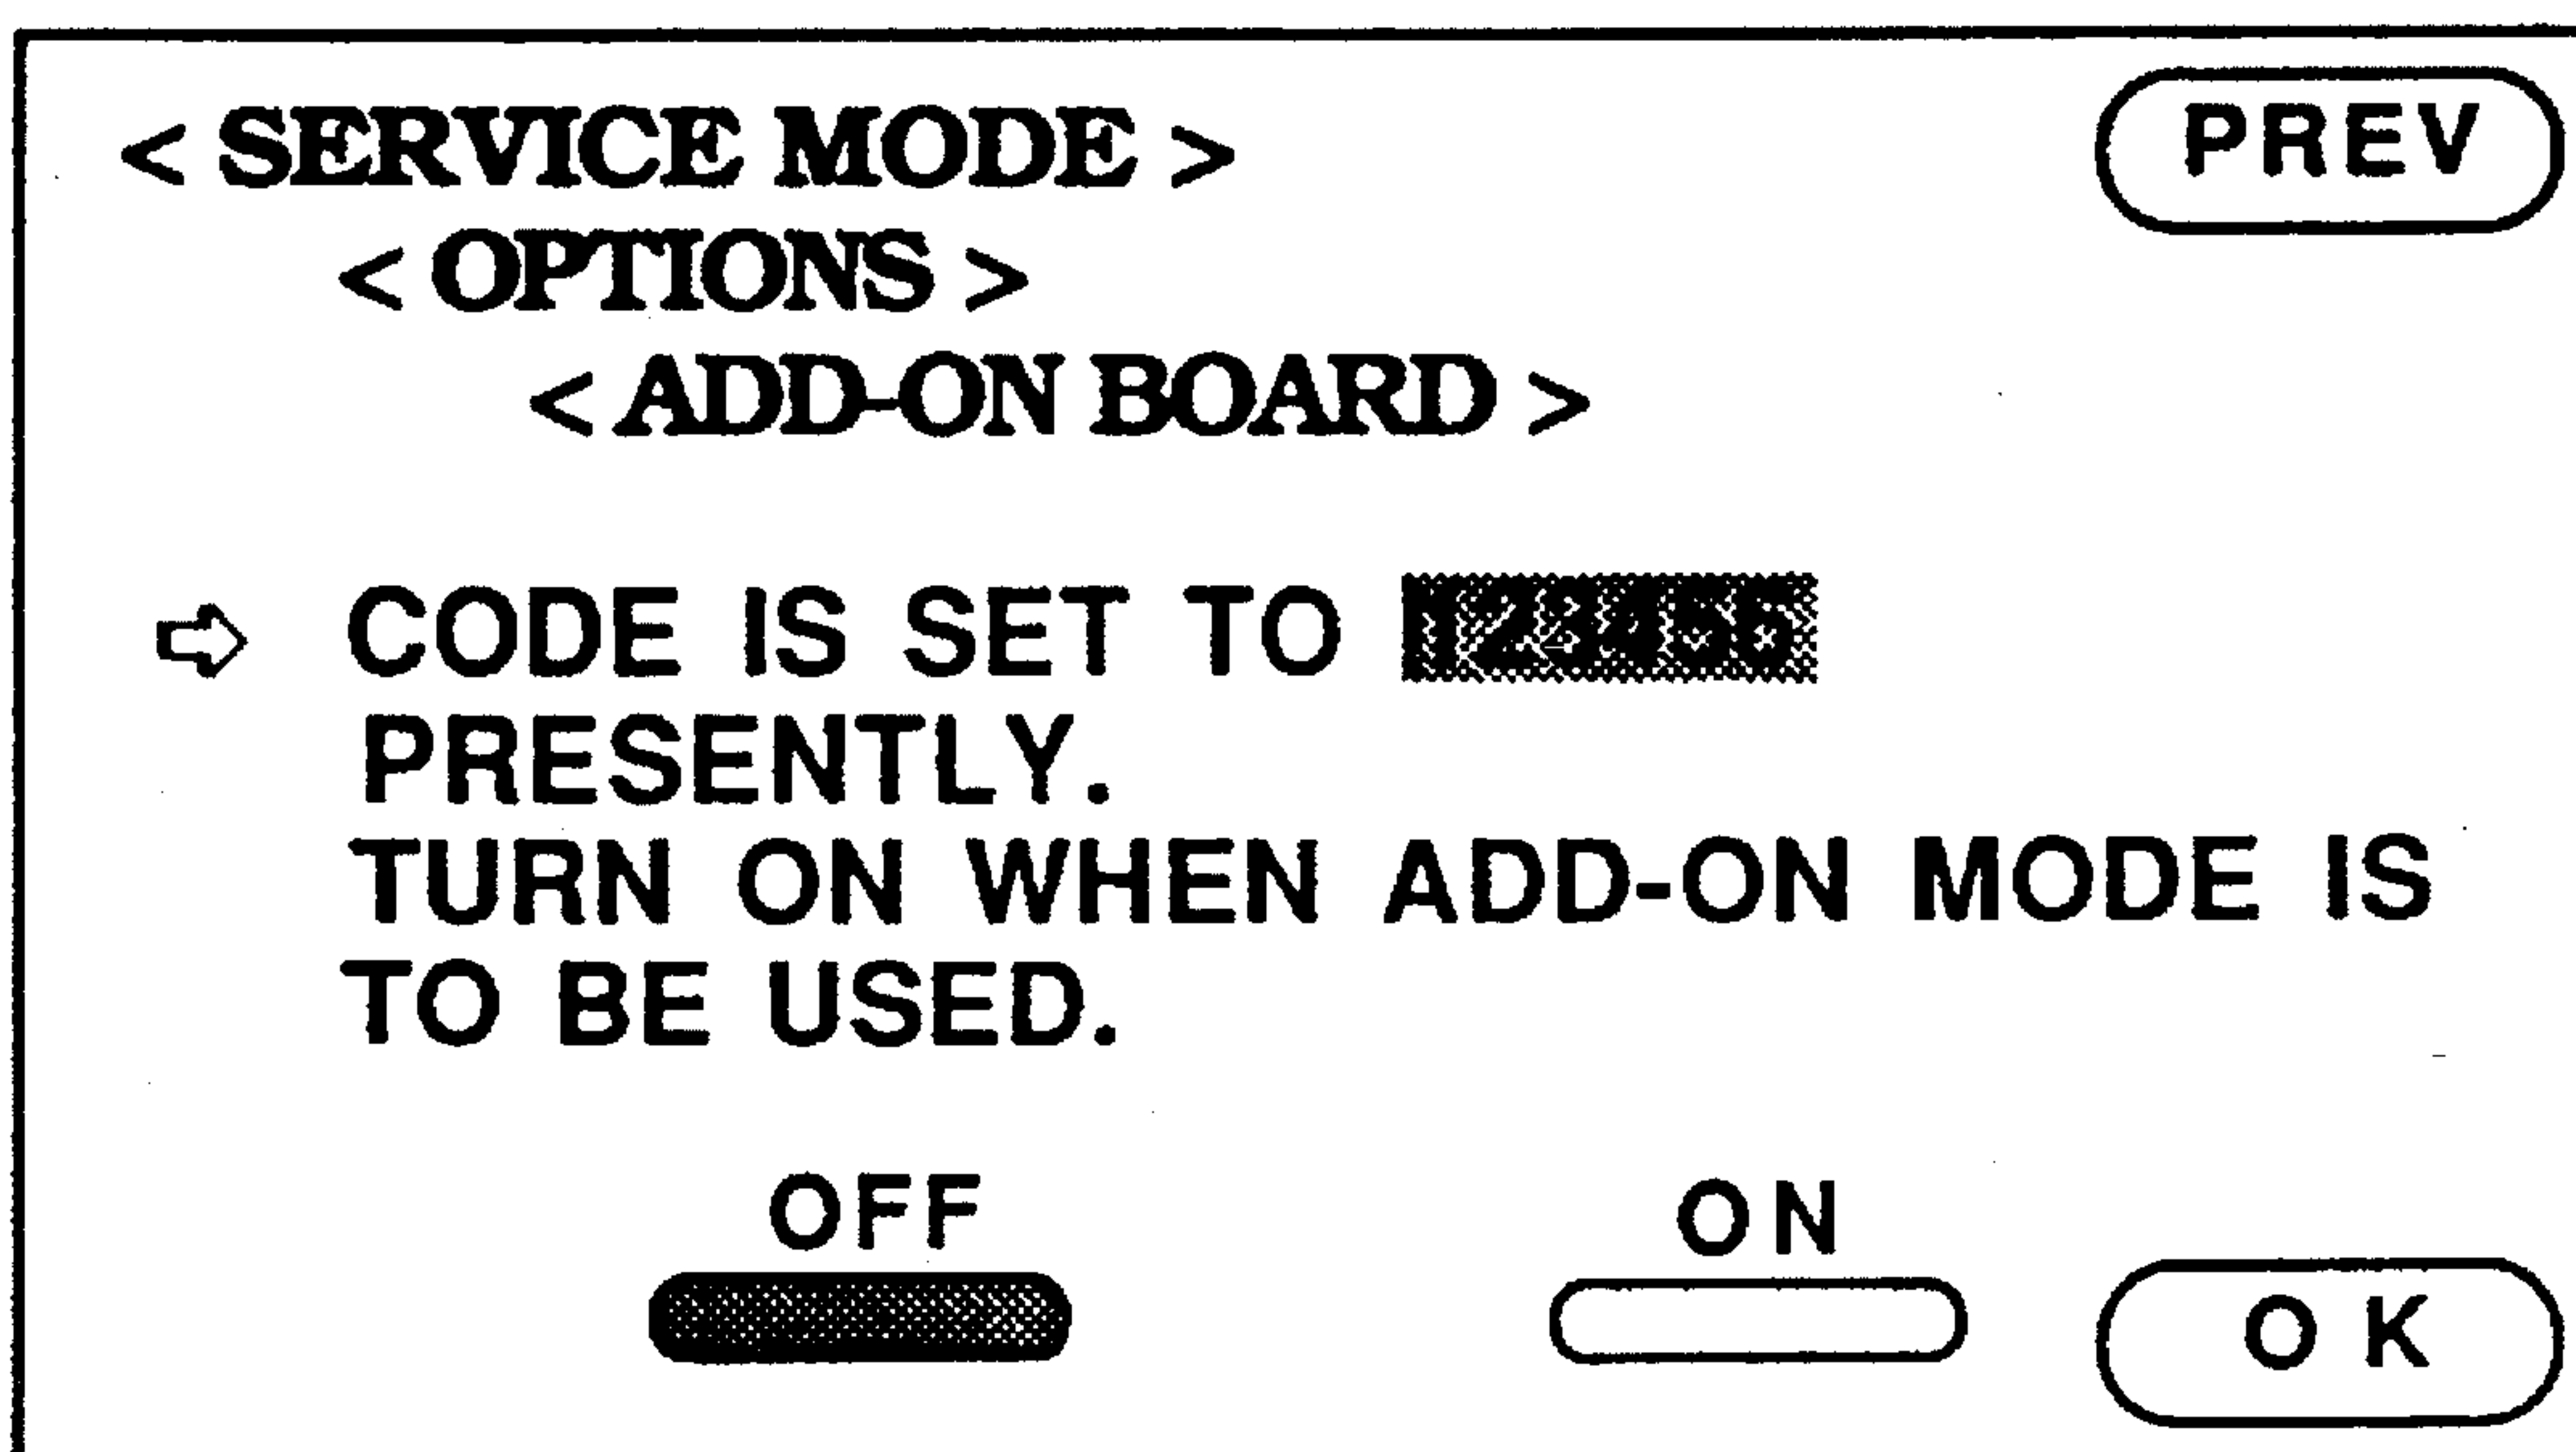 < SERVICE MODE >
PREV
< OPTIONS >
< ADD-ON BOARD >
⇨ CODE IS SET TO 123456
PRESENTLY.
TURN ON WHEN ADD-ON MODE IS
TO BE USED.
OFF
ON
OK